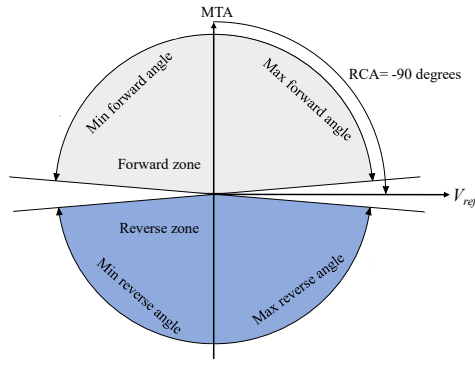 MTA
RCA= -90 degrees
Min forward angle
Max forward angle
Forward zone
Vref
Reverse zone
Min reverse angle
Max reverse angle